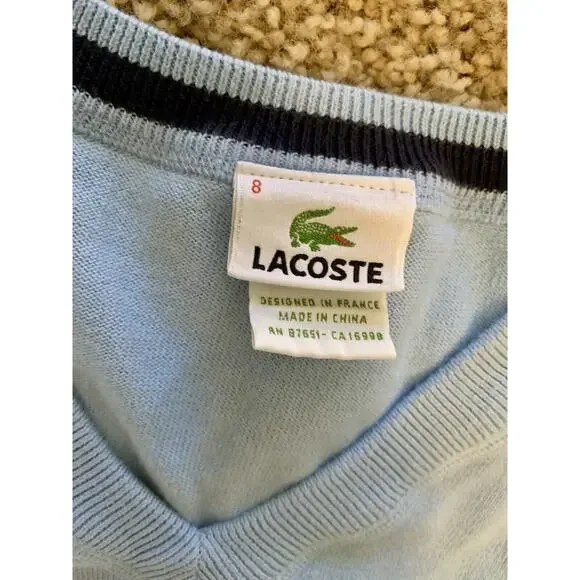 8
LACOSTE
DESIGNED IN FRANCE
MADE IN CHINA
RN 87651 - CA16998